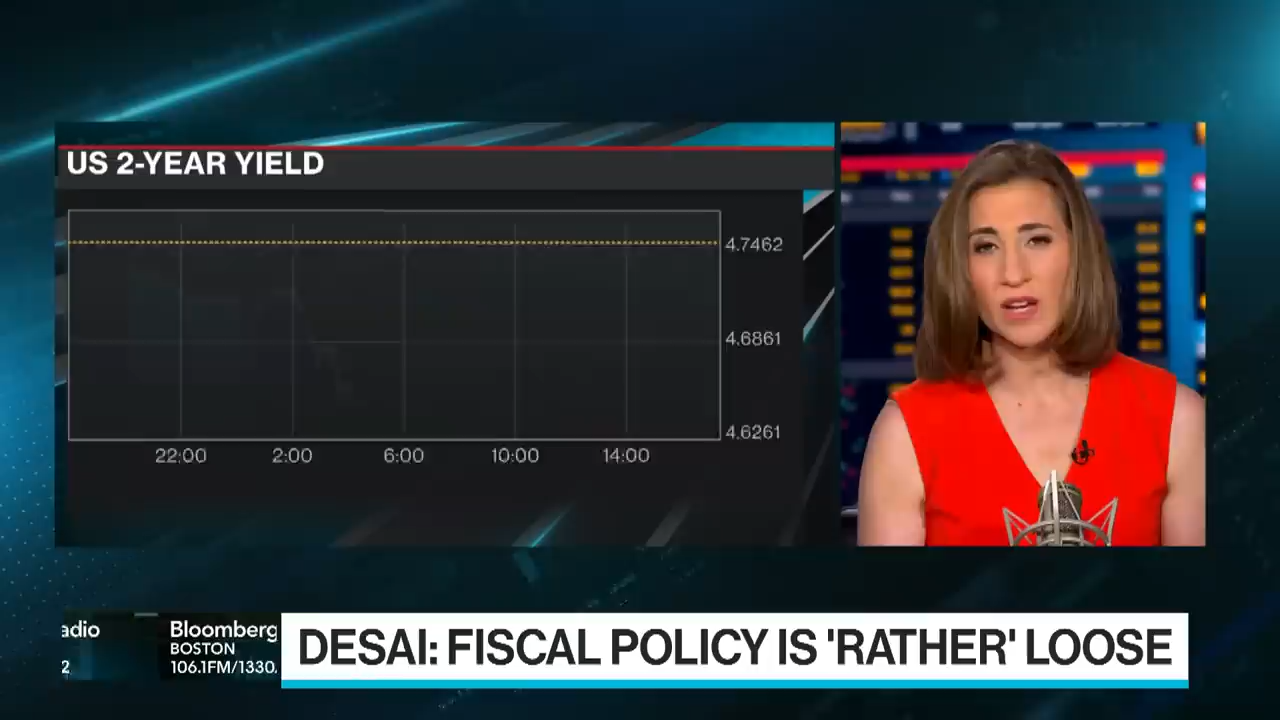 US 2-YEAR YIELD
4.7462
4.6861
4.6261
22:00 2:00 6:00 10:00 14:00
adio
2
Bloomberg
BOSTON
106.1FM/1330.
DESAI: FISCAL POLICY IS 'RATHER' LOOSE